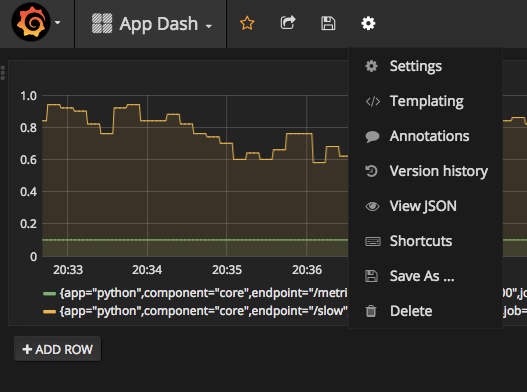 App Dash
Settings
Templating
Annotations
Version history
View JSON
Shortcuts
Save As ...
Delete
1.0
0.8
0.6
0.4
0.2
0
20:33
20:34
20:35
20:36
{app="python",component="core",endpoint="/metri 00",jo
{app="python",component="core",endpoint="/slow" job=
+ ADD ROW